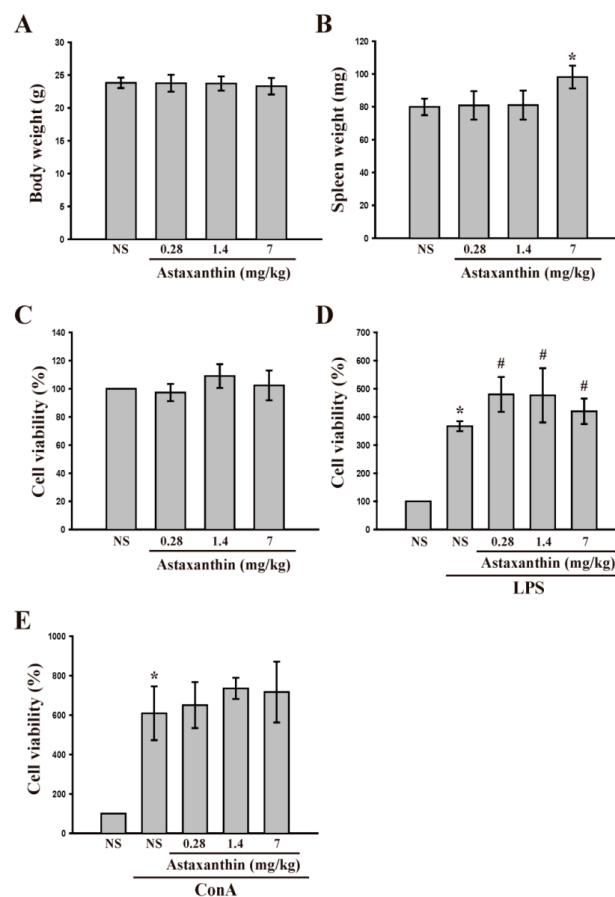 A
Body weight (g)
30
25
20
15
10
5
0
NS 0.28 1.4 7
Astaxanthin (mg/kg)
B
Spleen weight (mg)
120
100
80
60
40
20
0
*
NS 0.28 1.4 7
Astaxanthin (mg/kg)
C
Cell viability (%)
140
120
100
80
60
40
20
0
NS 0.28 1.4 7
Astaxanthin (mg/kg)
D
Cell viability (%)
700
600
500
400
300
200
100
0
* # # #
NS NS 0.28 1.4 7
Astaxanthin (mg/kg)
LPS
E
Cell viability (%)
1000
800
600
400
200
0
*
NS NS 0.28 1.4 7
Astaxanthin (mg/kg)
ConA